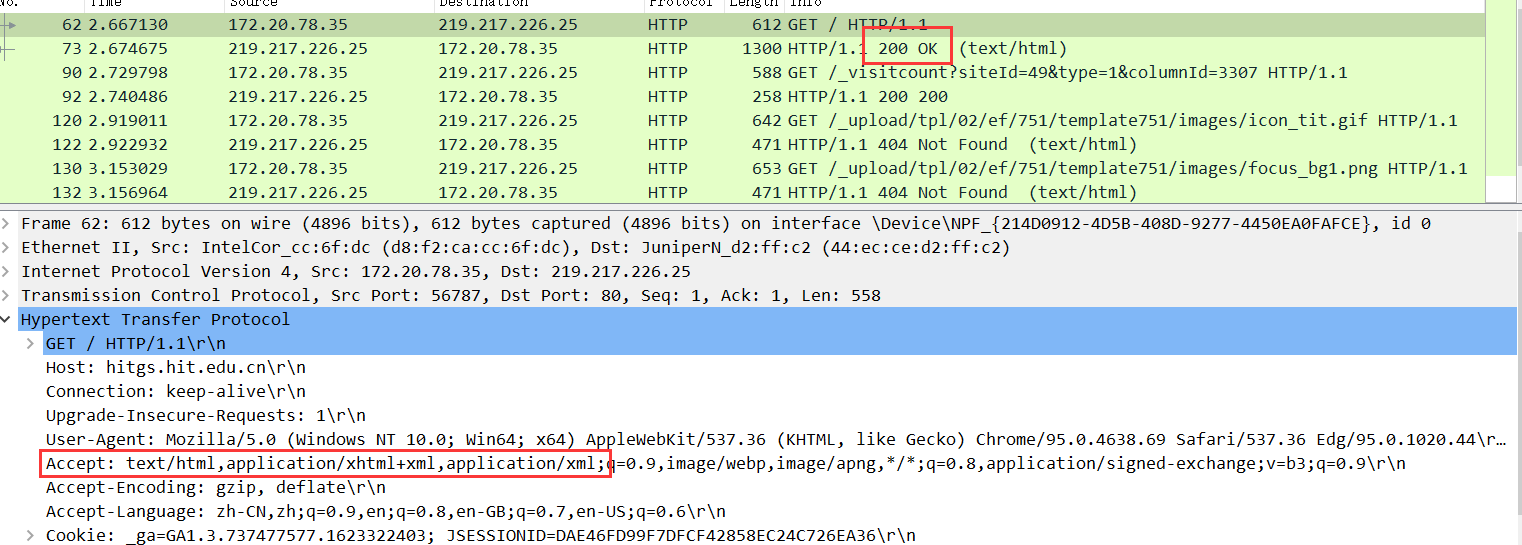 No. Time Source Destination Protocol Length Info
62 2.667130 172.20.78.35 219.217.226.25 HTTP 612 GET / HTTP/1.1
73 2.674675 219.217.226.25 172.20.78.35 HTTP 1300 HTTP/1.1 200 OK (text/html)
90 2.729798 172.20.78.35 219.217.226.25 HTTP 588 GET /_visitcount?siteId=49&type=1&columnId=3307 HTTP/1.1
92 2.740486 219.217.226.25 172.20.78.35 HTTP 258 HTTP/1.1 200 200
120 2.919011 172.20.78.35 219.217.226.25 HTTP 642 GET /_upload/tpl/02/ef/751/template751/images/icon_tit.gif HTTP/1.1
122 2.922932 219.217.226.25 172.20.78.35 HTTP 471 HTTP/1.1 404 Not Found (text/html)
130 3.153029 172.20.78.35 219.217.226.25 HTTP 653 GET /_upload/tpl/02/ef/751/template751/images/focus_bg1.png HTTP/1.1
132 3.156964 219.217.226.25 172.20.78.35 HTTP 471 HTTP/1.1 404 Not Found (text/html)
Frame 62: 612 bytes on wire (4896 bits), 612 bytes captured (4896 bits) on interface \Device\NPF_{214D0912-4D5B-408D-9277-4450EA0FAFCE}, id 0
Ethernet II, Src: IntelCor_cc:6f:dc (d8:f2:ca:cc:6f:dc), Dst: JuniperN_d2:ff:c2 (44:ec:ce:d2:ff:c2)
Internet Protocol Version 4, Src: 172.20.78.35, Dst: 219.217.226.25
Transmission Control Protocol, Src Port: 56787, Dst Port: 80, Seq: 1, Ack: 1, Len: 558
Hypertext Transfer Protocol
GET / HTTP/1.1\r\n
Host: hitgs.hit.edu.cn\r\n
Connection: keep-alive\r\n
Upgrade-Insecure-Requests: 1\r\n
User-Agent: Mozilla/5.0 (Windows NT 10.0; Win64; x64) AppleWebKit/537.36 (KHTML, like Gecko) Chrome/95.0.4638.69 Safari/537.36 Edg/95.0.1020.44\r…
Accept: text/html,application/xhtml+xml,application/xml;q=0.9,image/webp,image/apng,*/*;q=0.8,application/signed-exchange;v=b3;q=0.9\r\n
Accept-Encoding: gzip, deflate\r\n
Accept-Language: zh-CN,zh;q=0.9,en;q=0.8,en-GB;q=0.7,en-US;q=0.6\r\n
Cookie: _ga=GA1.3.737477577.1623322403; JSESSIONID=DAE46FD99F7DFCF42858EC24C726EA36\r\n